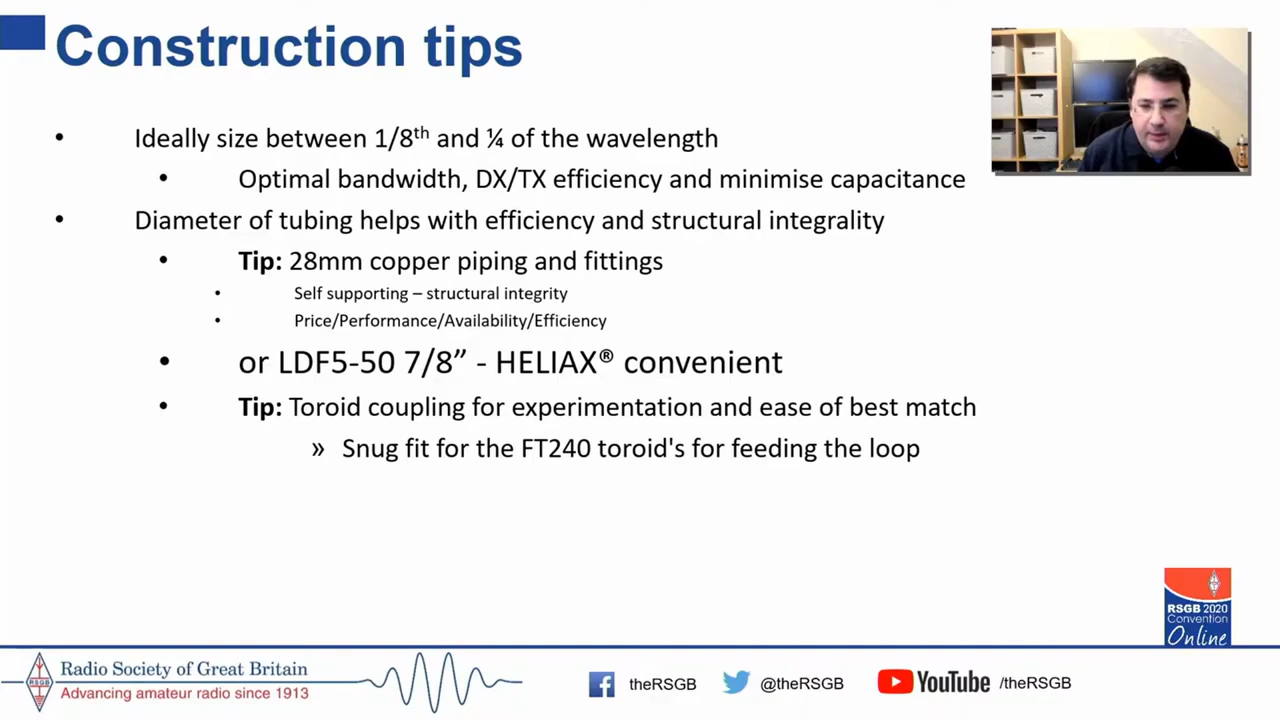 Construction tips
• Ideally size between 1/8th and ¼ of the wavelength
• Optimal bandwidth, DX/TX efficiency and minimise capacitance
• Diameter of tubing helps with efficiency and structural integrality
• Tip: 28mm copper piping and fittings
• Self supporting – structural integrity
• Price/Performance/Availability/Efficiency
• or LDF5-50 7/8” - HELIAX® convenient
• Tip: Toroid coupling for experimentation and ease of best match
» Snug fit for the FT240 toroid's for feeding the loop
RSGB 2020
Convention
Online
RSGB
Radio Society of Great Britain
Advancing amateur radio since 1913
theRSGB
@theRSGB
YouTube /theRSGB